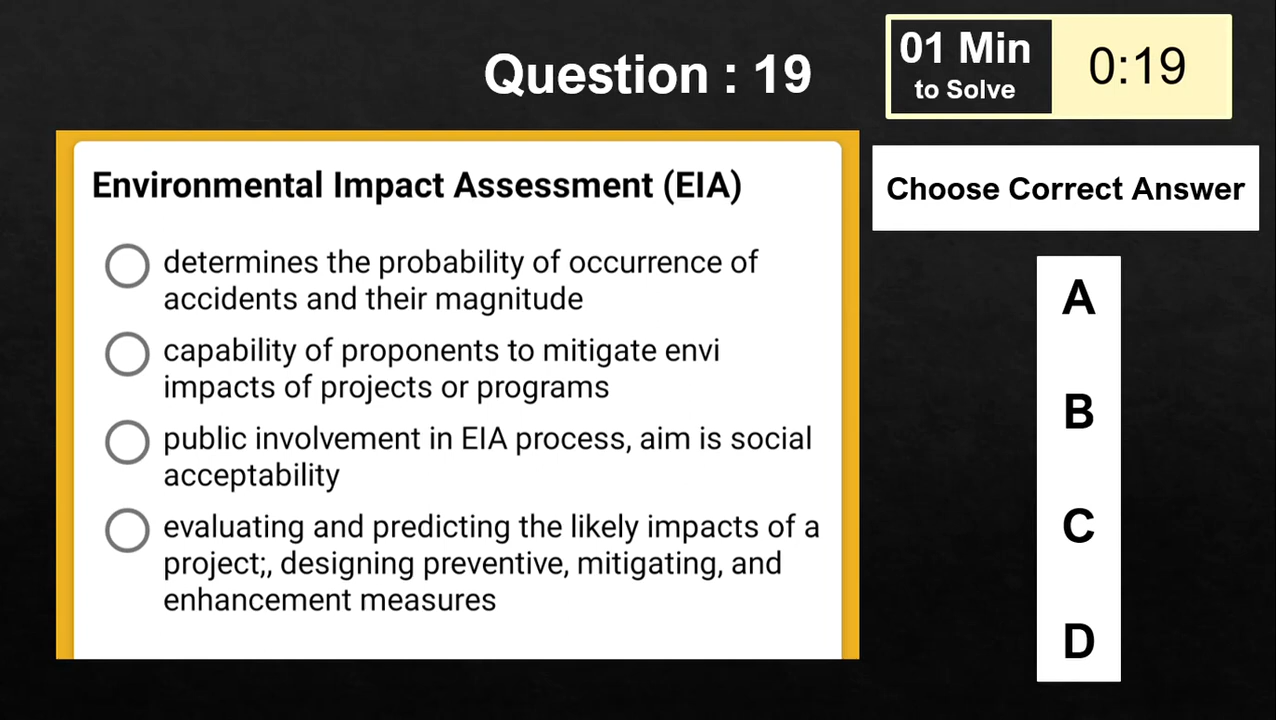 Question : 19
01 Min
to Solve
0:19
Environmental Impact Assessment (EIA)
determines the probability of occurrence of
accidents and their magnitude
capability of proponents to mitigate envi
impacts of projects or programs
public involvement in EIA process, aim is social
acceptability
evaluating and predicting the likely impacts of a
project;, designing preventive, mitigating, and
enhancement measures
Choose Correct Answer
A
B
C
D